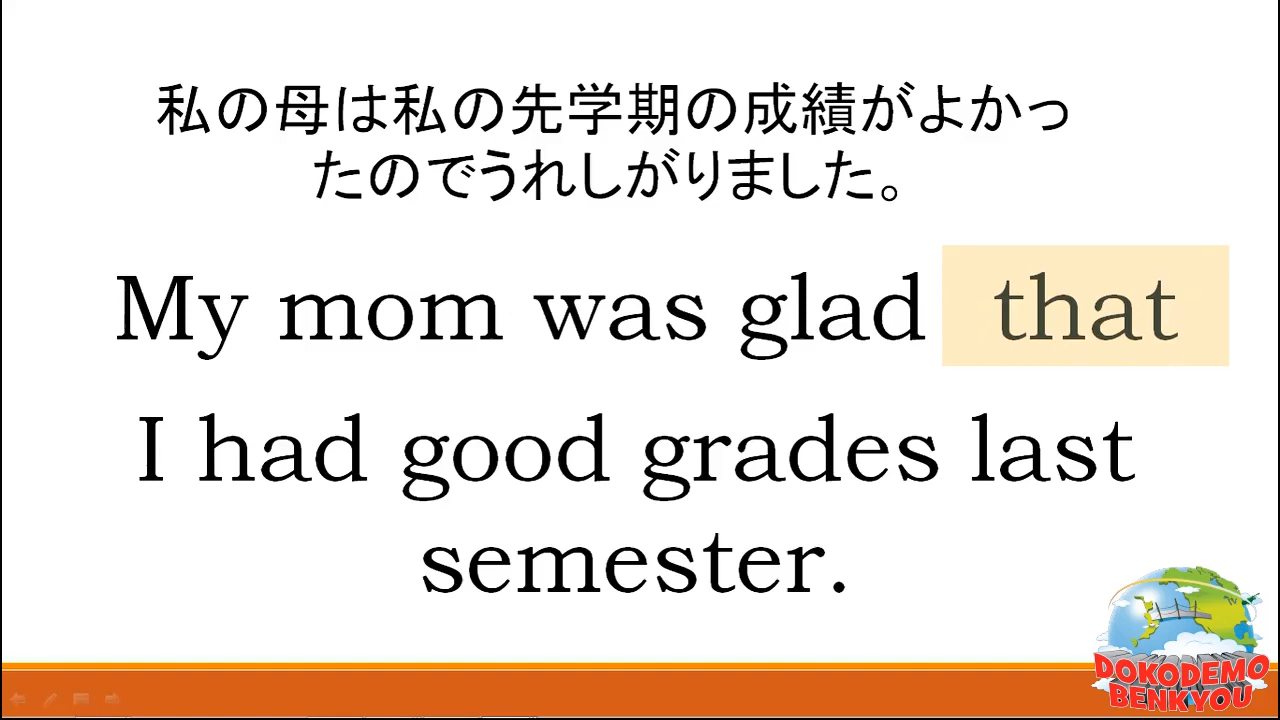 私の母は私の先学期の成績がよかっ
たのでうれしがりました。
My mom was glad that
I had good grades last
semester.
DOKODEMO
BENKYOU